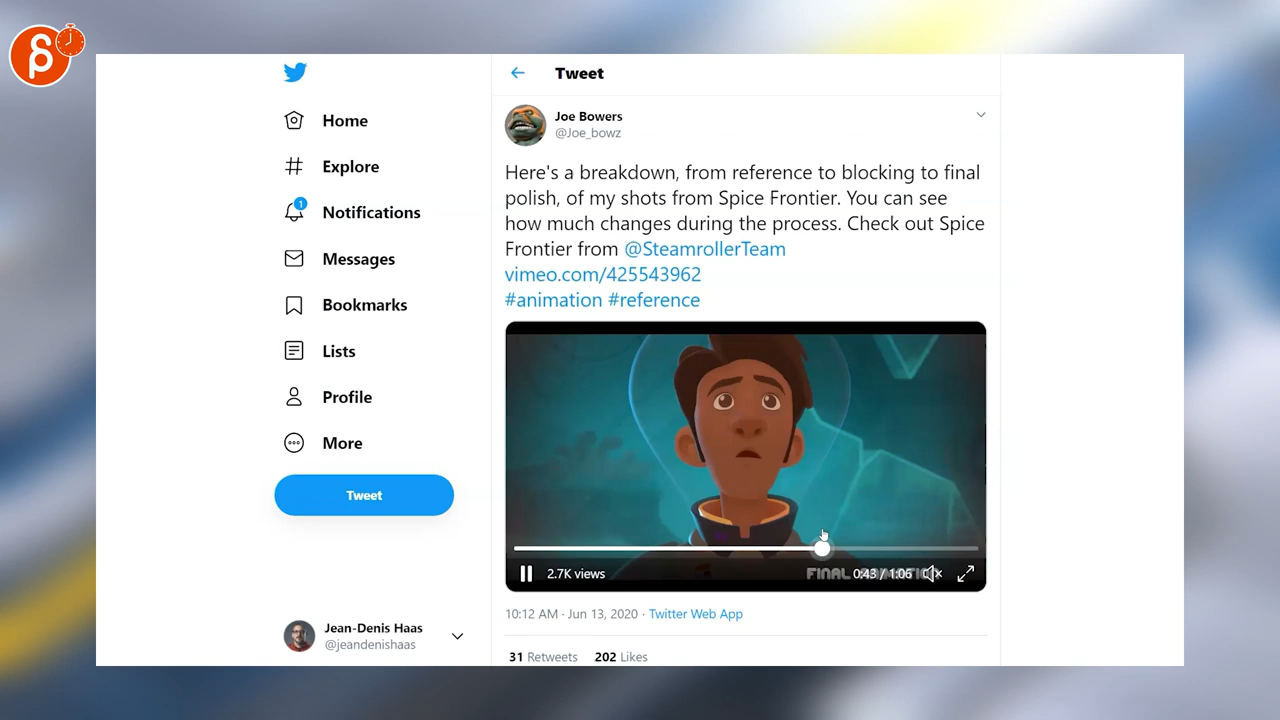 Home
Explore
1
Notifications
Messages
Bookmarks
Lists
Profile
More
Tweet
Jean-Denis Haas
@jeandenishaas
Tweet
Joe Bowers
@Joe_bowz
Here's a breakdown, from reference to blocking to final
polish, of my shots from Spice Frontier. You can see
how much changes during the process. Check out Spice
Frontier from @SteamrollerTeam
vimeo.com/425543962
#animation #reference
2.7K views
FINAL
0:43 / 1:06
10:12 AM · Jun 13, 2020 · Twitter Web App
31 Retweets 202 Likes